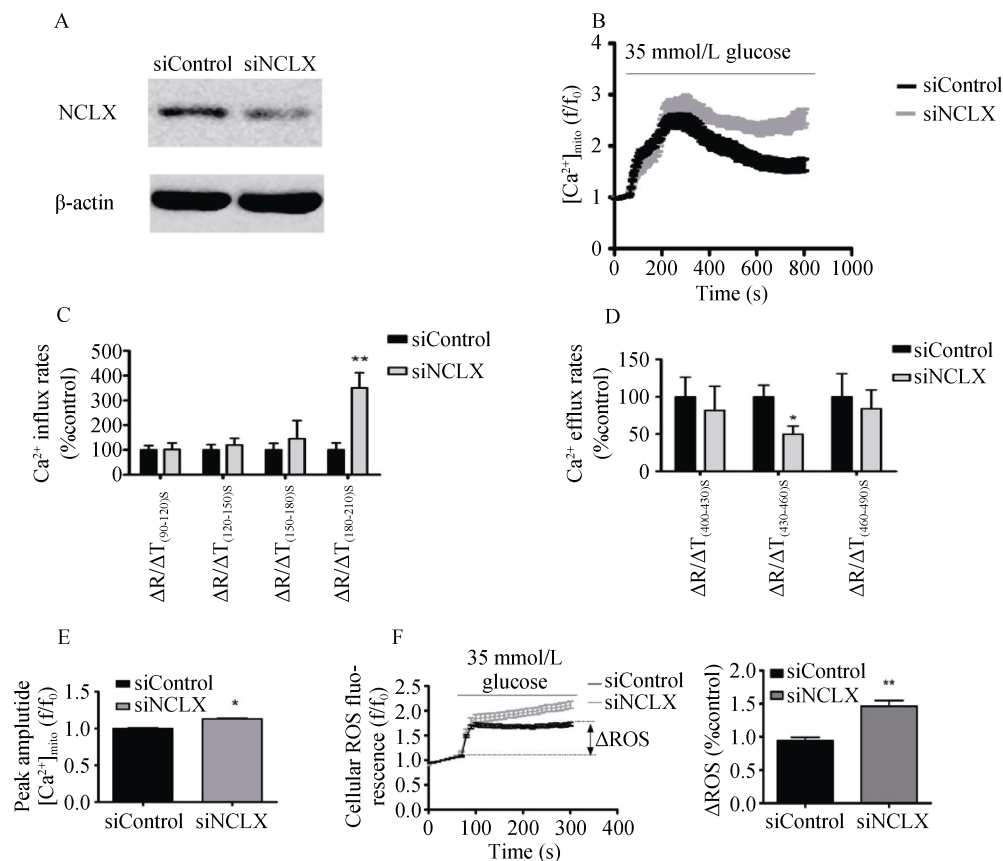 A
siControl siNCLX
NCLX
β-actin
B
35 mmol/L glucose
[Ca²⁺]mito (f/f₀)
4
3
2
1
0
0 200 400 600 800 1000
Time (s)
siControl
siNCLX
C
Ca²⁺ influx rates
(%control)
500
400
300
200
100
0
**
siControl
siNCLX
ΔR/ΔT(90-120)S
ΔR/ΔT(120-150)S
ΔR/ΔT(150-180)S
ΔR/ΔT(180-210)S
D
Ca²⁺ efflux rates
(%control)
150
100
50
0
*
siControl
siNCLX
ΔR/ΔT(400-430)S
ΔR/ΔT(430-460)S
ΔR/ΔT(460-490)S
E
Peak amplutide
[Ca²⁺]mito (f/f₀)
1.5
1.0
0.5
0.0
siControl
siNCLX
*
siControl siNCLX
F
Cellular ROS fluo-
rescence (f/f₀)
35 mmol/L
glucose
2.5
2.0
1.5
1.0
0.5
0.0
siControl
siNCLX
ΔROS
0 100 200 300 400
Time (s)
ΔROS (%control)
2.0
1.5
1.0
0.5
0.0
siControl
siNCLX
**
siControl siNCLX